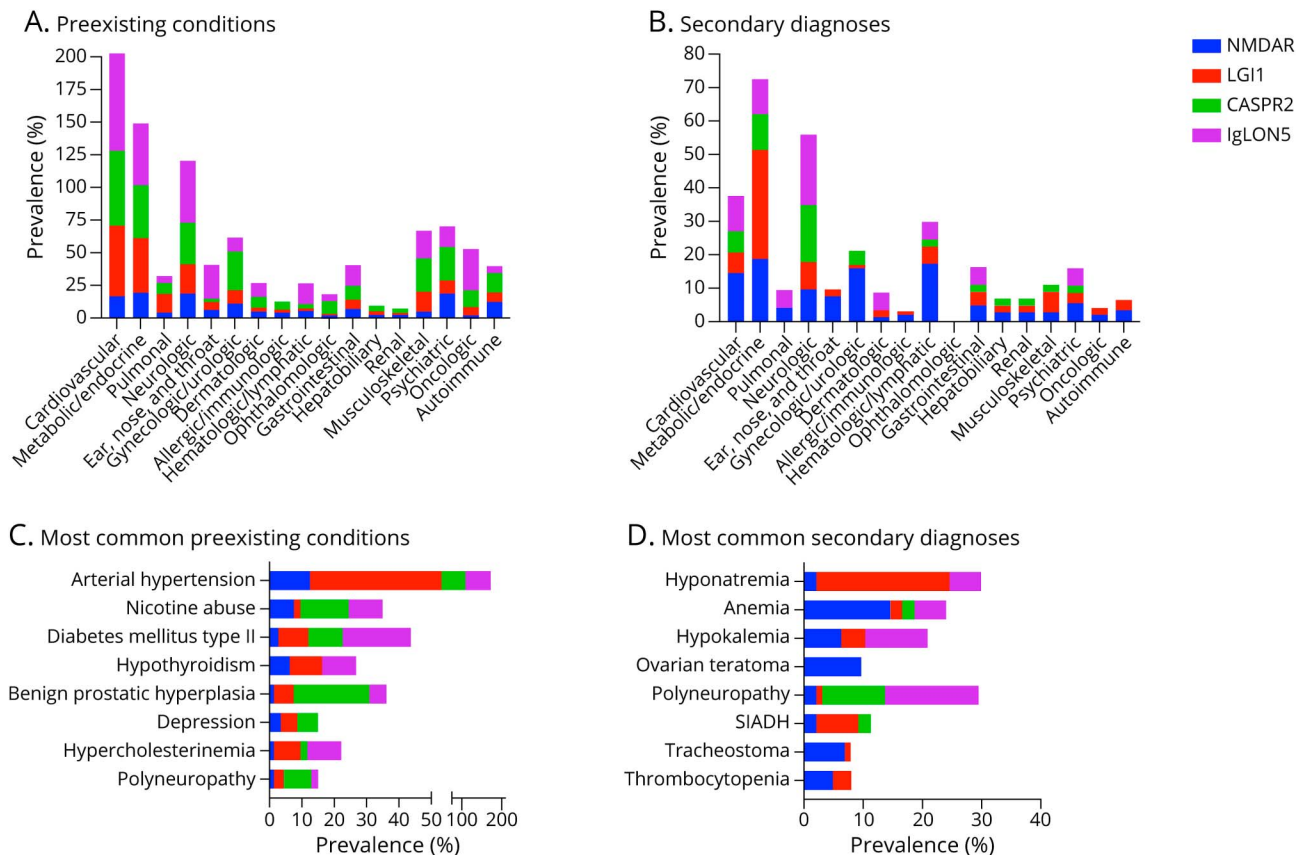 A. Preexisting conditions
Prevalence (%)
200
175
150
125
100
75
50
25
0
Cardiovascular
Metabolic/endocrine
Pulmonal
Neurologic
Ear, nose, and throat
Gynecologic/urologic
Dermatologic
Allergic/immunologic
Hematologic/lymphatic
Ophthalomologic
Gastrointestinal
Hepatobiliary
Renal
Musculoskeletal
Psychiatric
Oncologic
Autoimmune
B. Secondary diagnoses
Prevalence (%)
80
70
60
50
40
30
20
10
0
Cardiovascular
Metabolic/endocrine
Pulmonal
Neurologic
Ear, nose, and throat
Gynecologic/urologic
Dermatologic
Allergic/immunologic
Hematologic/lymphatic
Ophthalomologic
Gastrointestinal
Hepatobiliary
Renal
Musculoskeletal
Psychiatric
Oncologic
Autoimmune
NMDAR
LGI1
CASPR2
IgLON5
C. Most common preexisting conditions
Arterial hypertension
Nicotine abuse
Diabetes mellitus type II
Hypothyroidism
Benign prostatic hyperplasia
Depression
Hypercholesterinemia
Polyneuropathy
0 10 20 30 40 50 100 200
Prevalence (%)
D. Most common secondary diagnoses
Hyponatremia
Anemia
Hypokalemia
Ovarian teratoma
Polyneuropathy
SIADH
Tracheostoma
Thrombocytopenia
0 10 20 30 40
Prevalence (%)